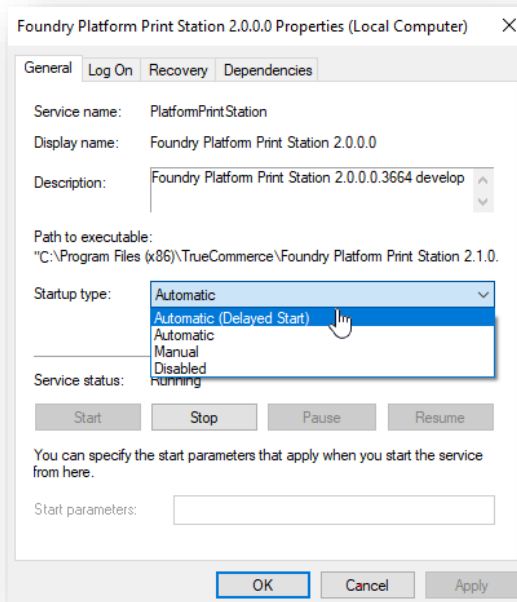 Foundry Platform Print Station 2.0.0.0 Properties (Local Computer)
General Log On Recovery Dependencies
Service name: PlatformPrintStation
Display name: Foundry Platform Print Station 2.0.0.0
Description: Foundry Platform Print Station 2.0.0.0.3664 develop
Path to executable:
"C:\Program Files (x86)\TrueCommerce\Foundry Platform Print Station 2.1.0.
Startup type: Automatic
Automatic (Delayed Start)
Automatic
Manual
Disabled
Service status: Running
Start Stop Pause Resume
You can specify the start parameters that apply when you start the service
from here.
Start parameters:
OK Cancel Apply